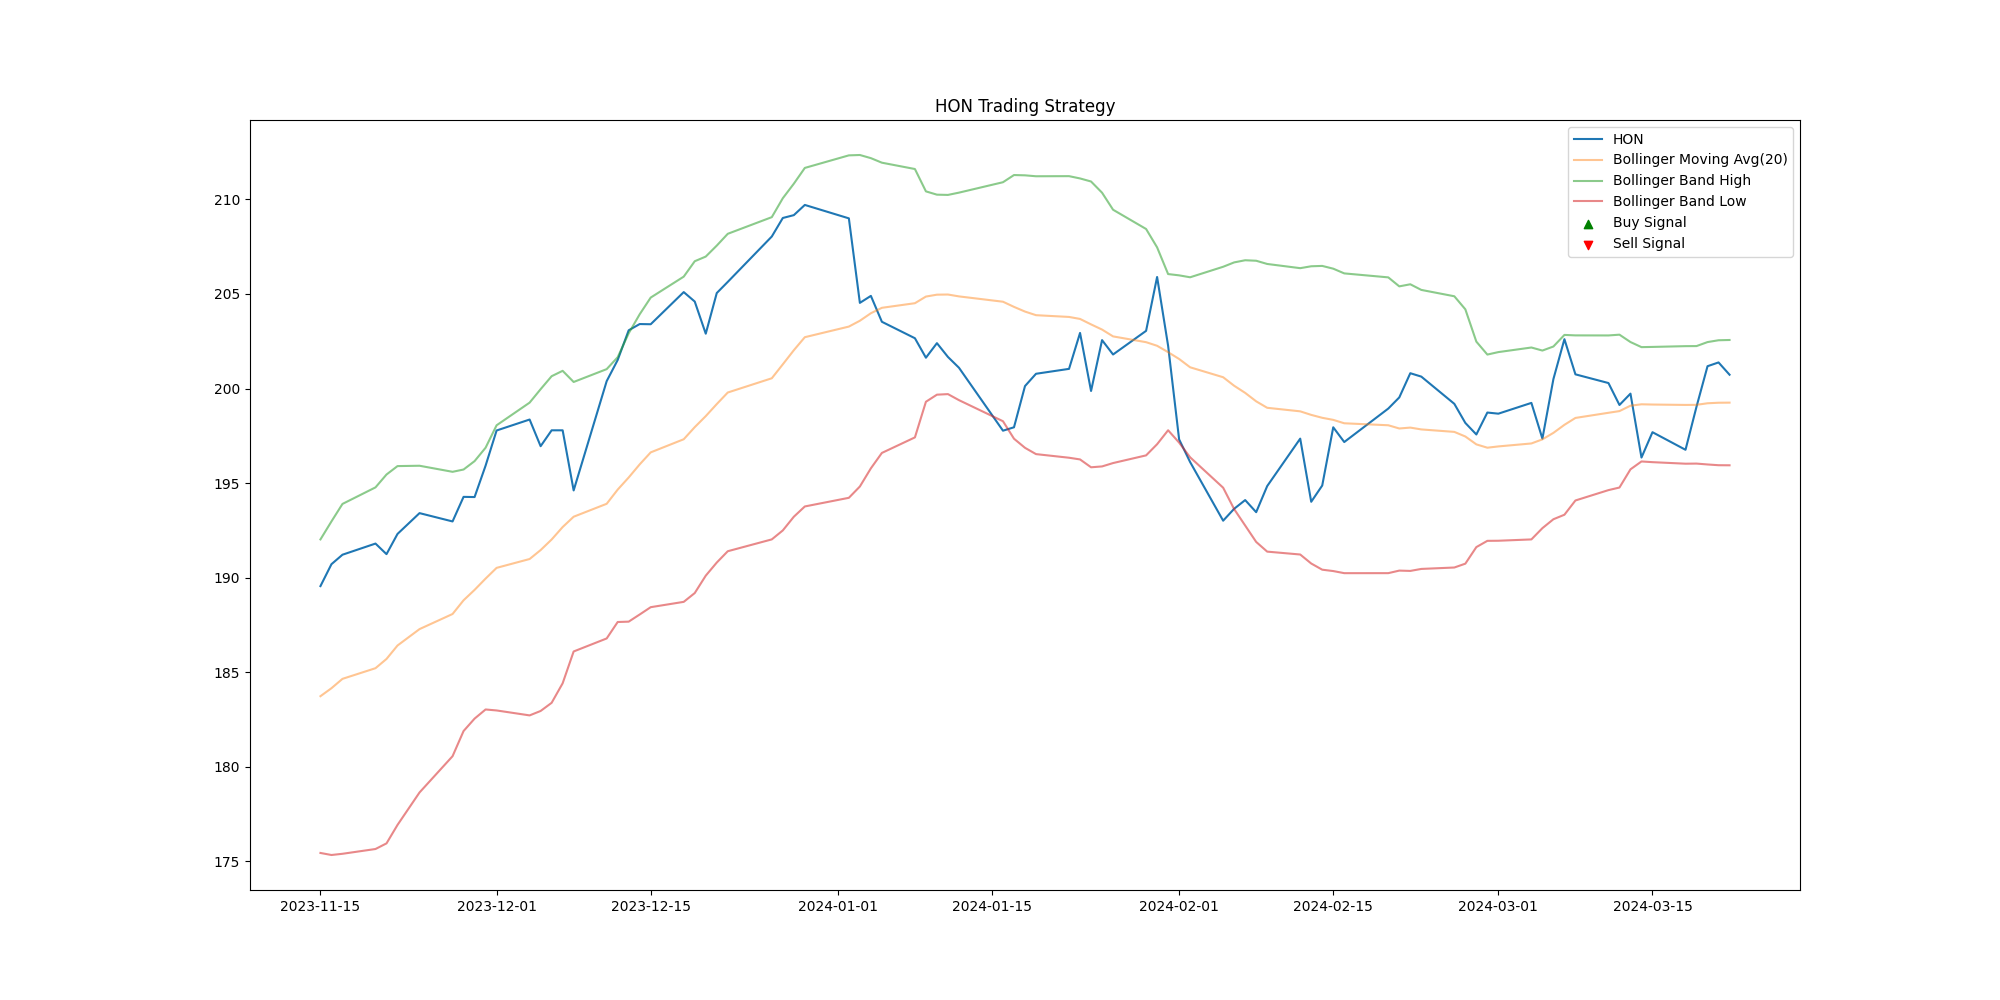 HON Trading Strategy
HON
Bollinger Moving Avg(20)
Bollinger Band High
Bollinger Band Low
Buy Signal
Sell Signal
210
205
200
195
190
185
180
175
2023-11-15
2023-12-01
2023-12-15
2024-01-01
2024-01-15
2024-02-01
2024-02-15
2024-03-01
2024-03-15